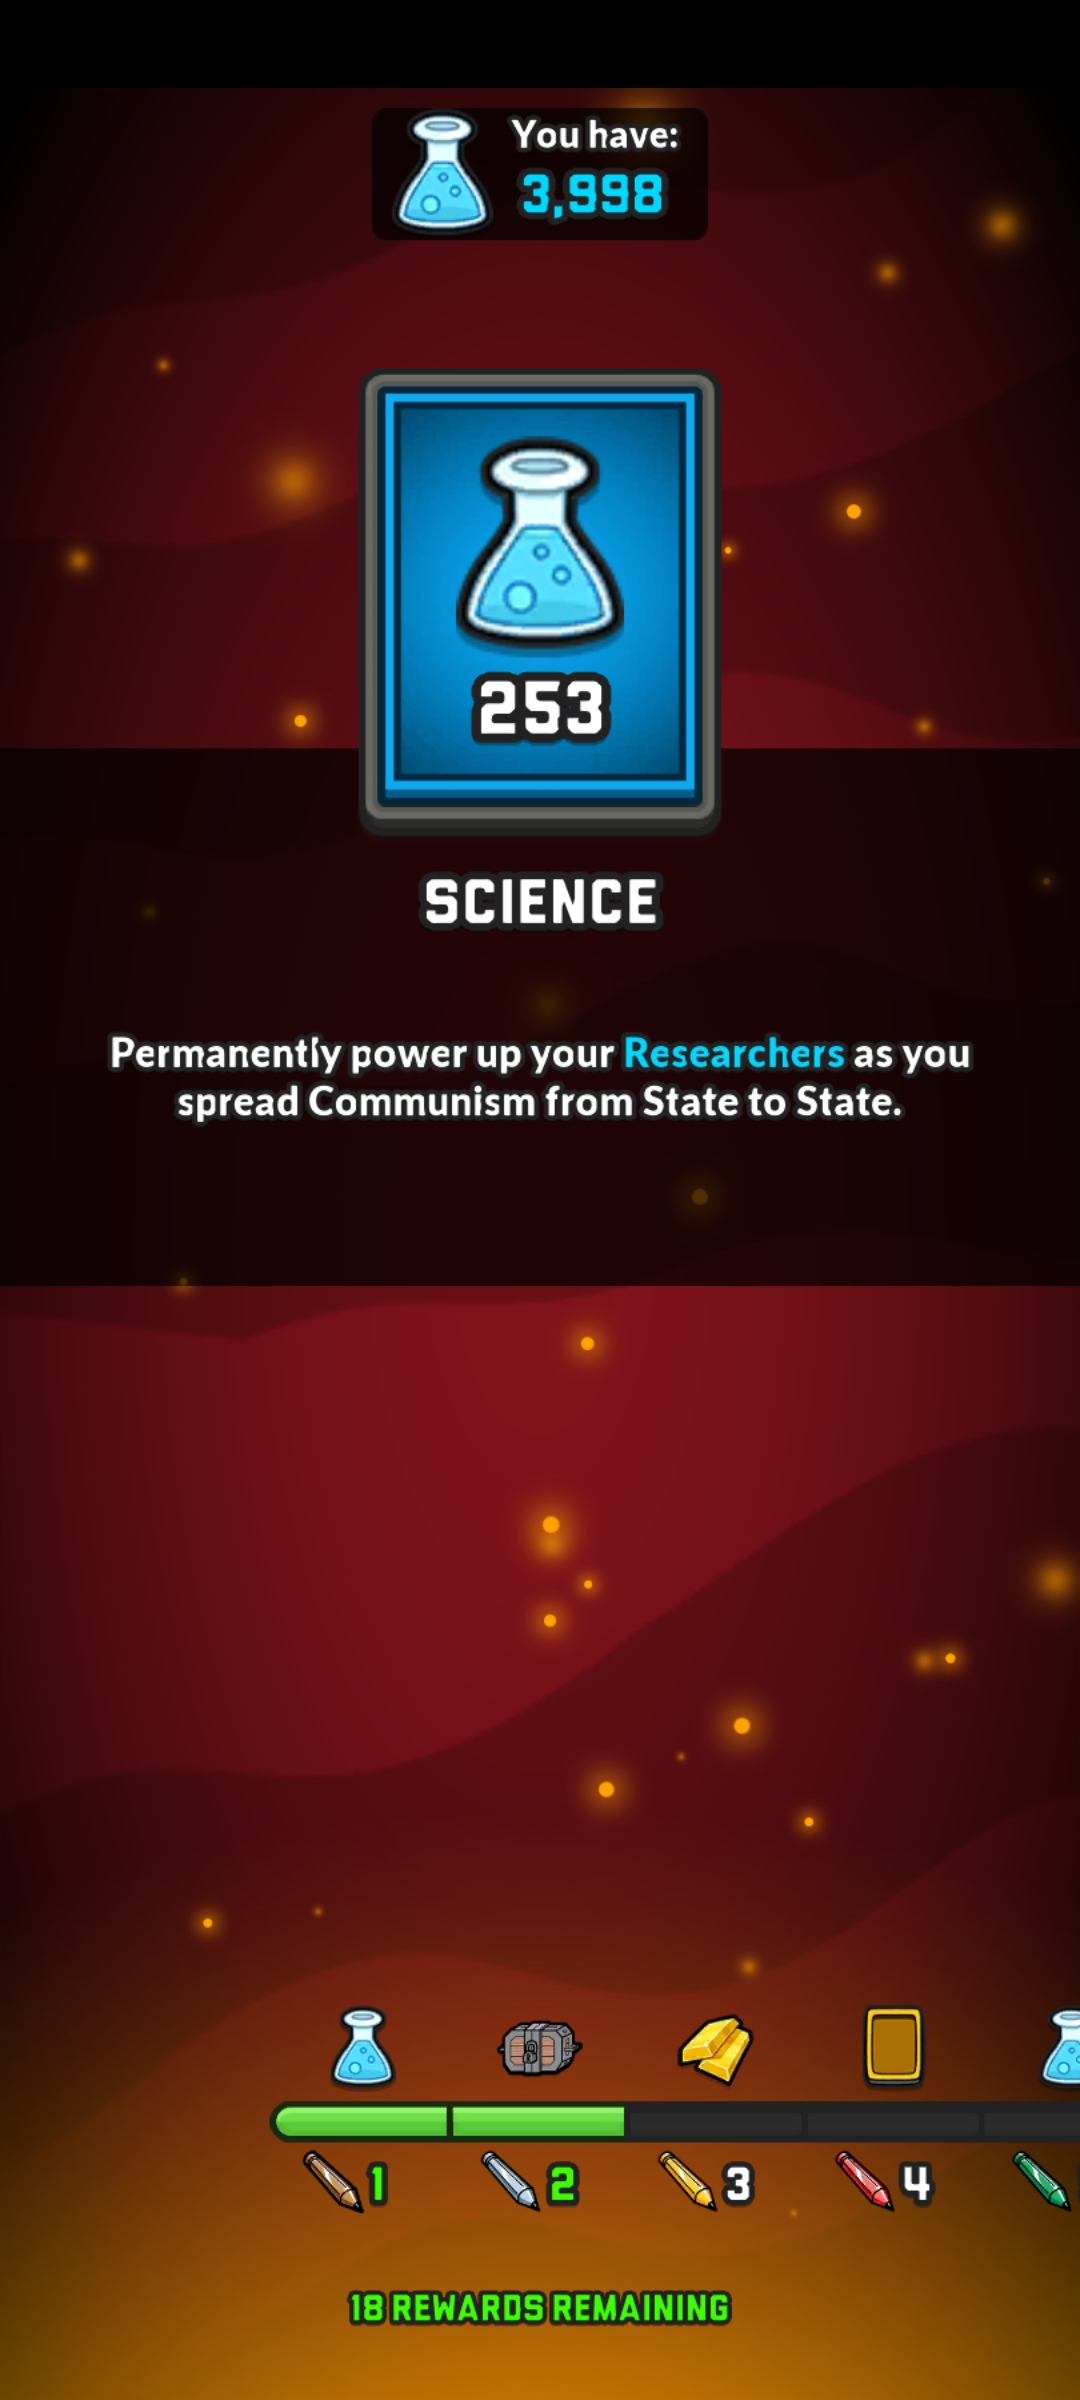 You have:
3,998
253
SCIENCE
Permanently power up your Researchers as you
spread Communism from State to State.
1
2
3
4
18 REWARDS REMAINING